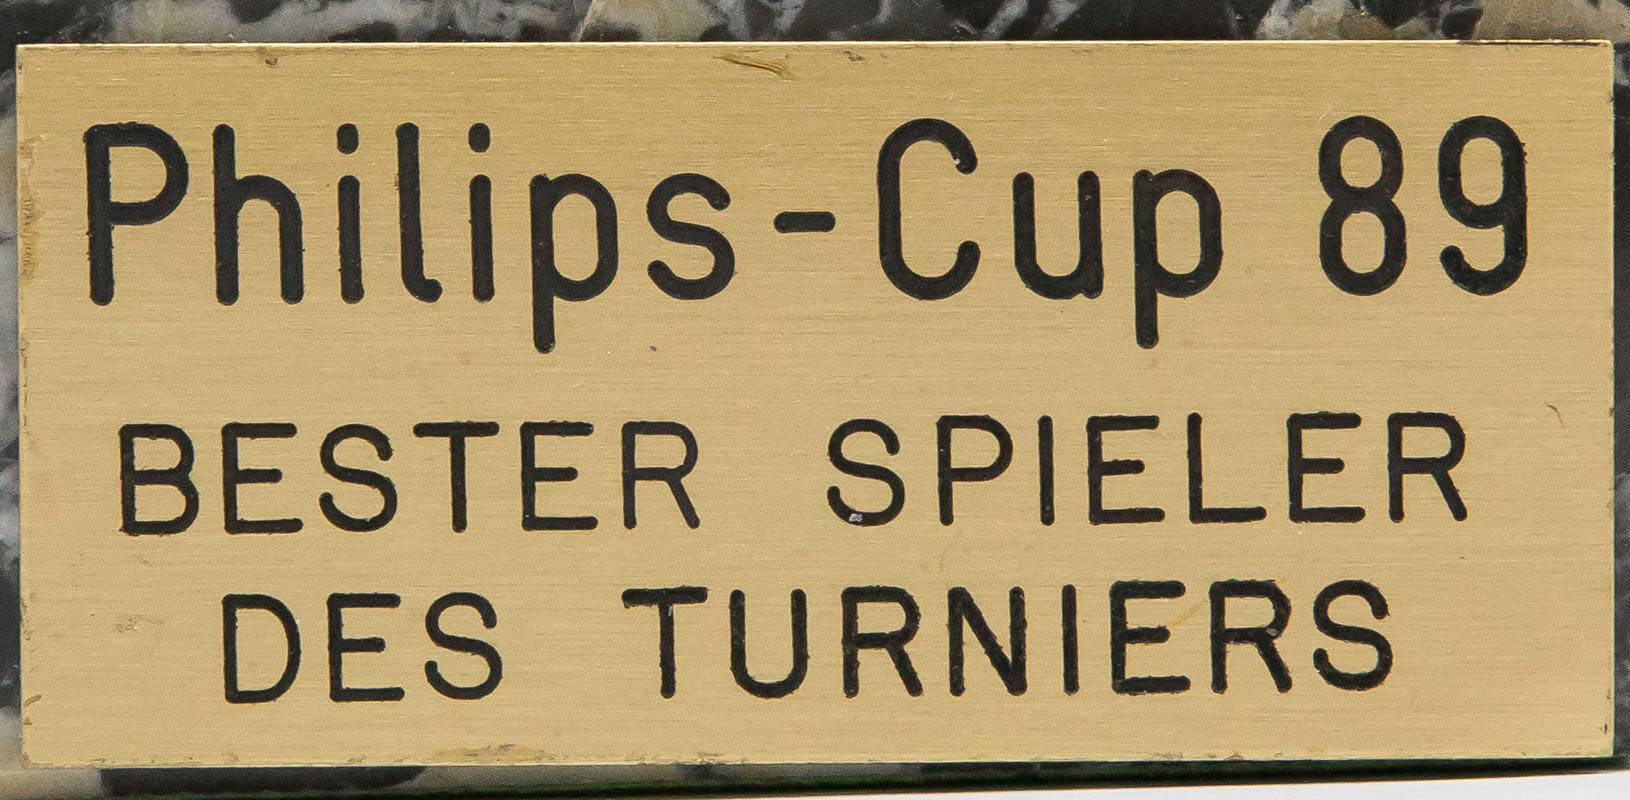 Philips-Cup 89
BESTER SPIELER
DES TURNIERS